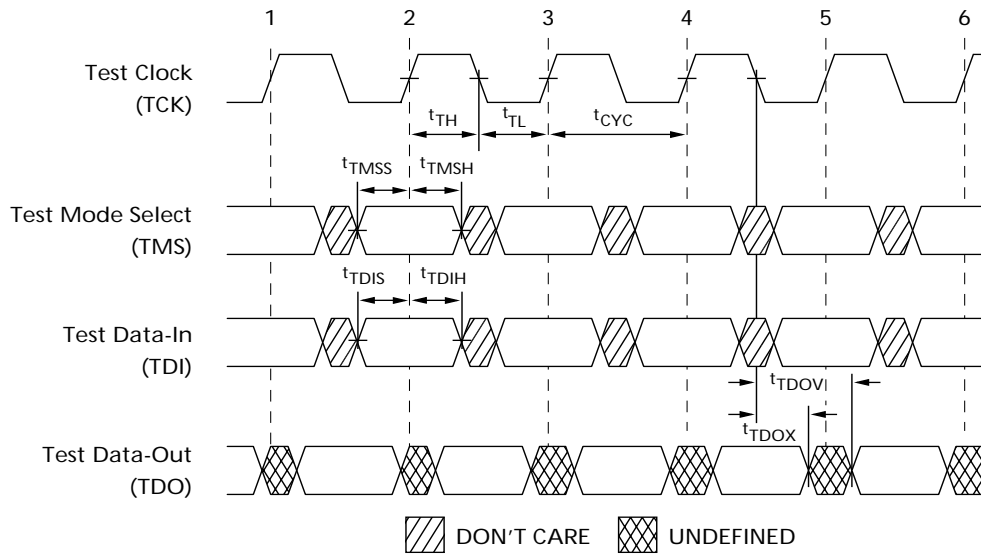 1 2 3 4 5 6
Test Clock
(TCK)
tTH tTL tCYC
tTMSS tTMSH
Test Mode Select
(TMS)
tTDIS tTDIH
Test Data-In
(TDI)
tTDOV
tTDOX
Test Data-Out
(TDO)
DON'T CARE UNDEFINED